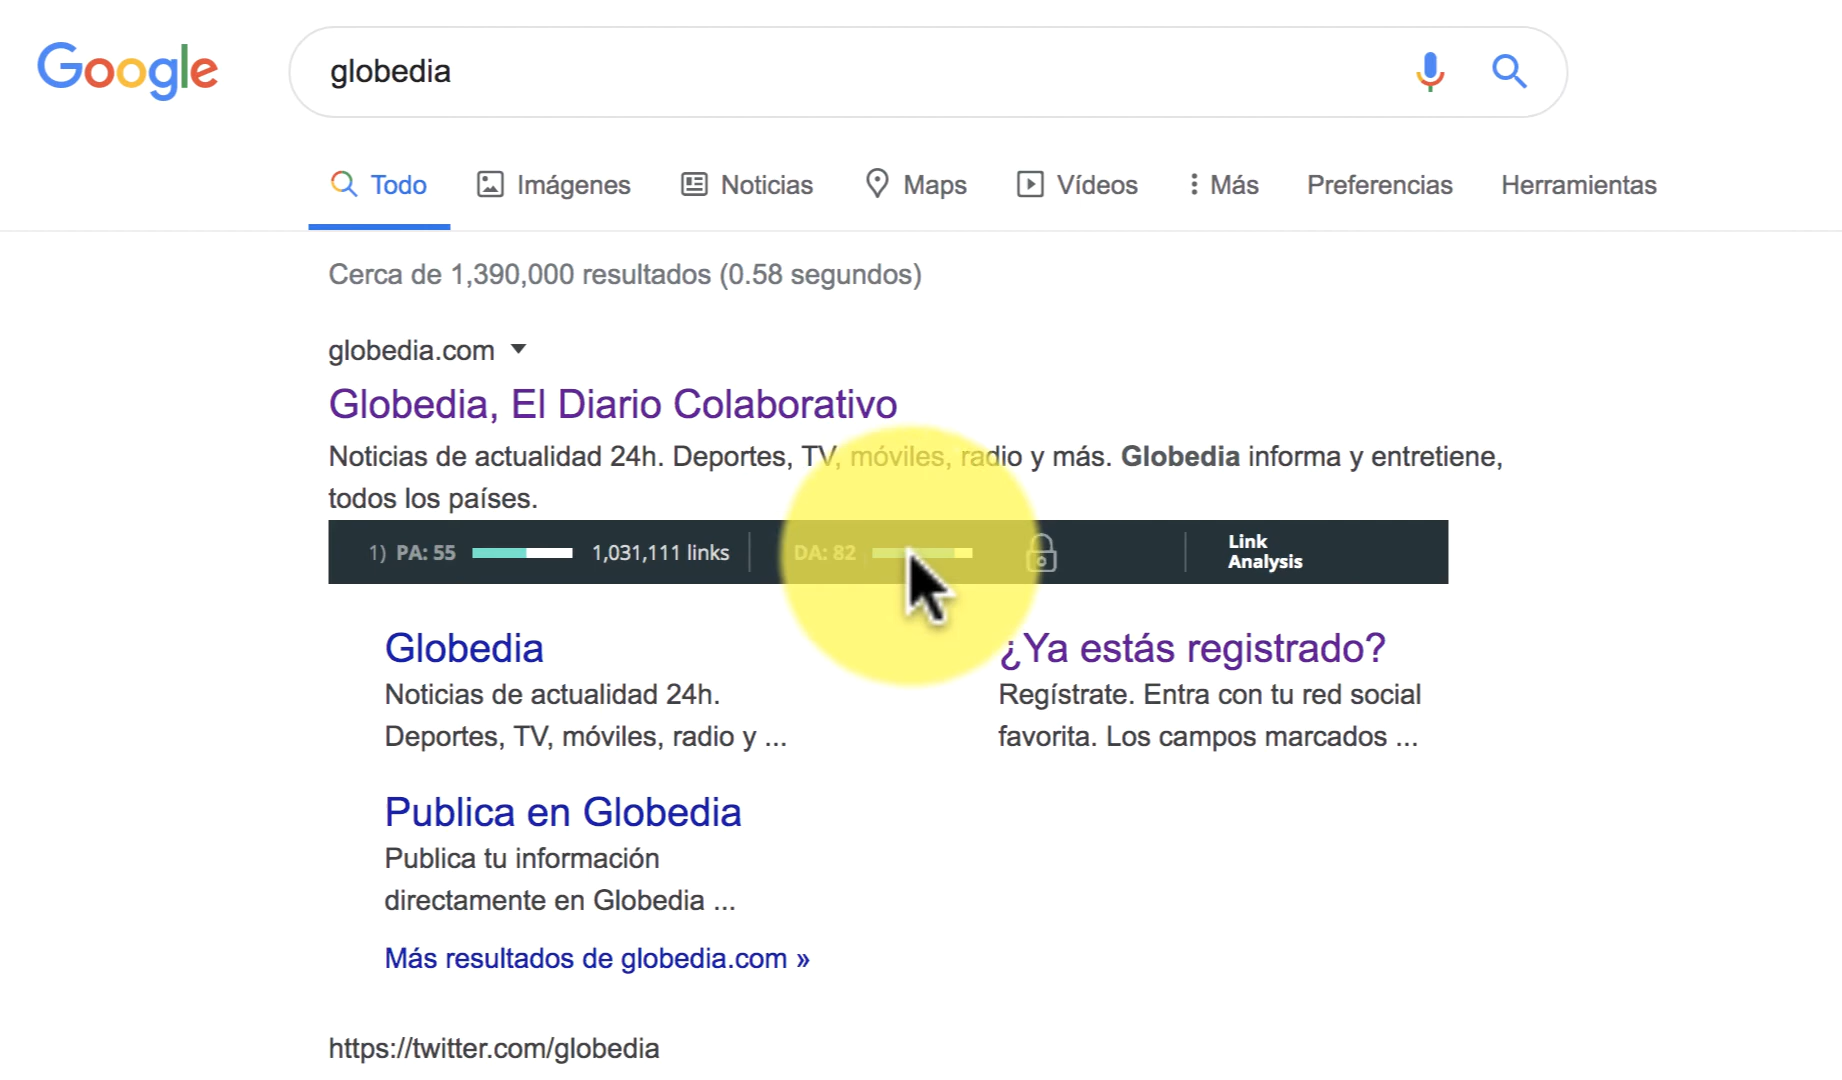 Google
globedia
Todo Imágenes Noticias Maps Vídeos Más Preferencias Herramientas
Cerca de 1,390,000 resultados (0.58 segundos)
globedia.com
Globedia, El Diario Colaborativo
Noticias de actualidad 24h. Deportes, TV, móviles, radio y más. Globedia informa y entretiene,
todos los países.
1) PA: 55 1,031,111 links DA: 82 Link Analysis
Globedia
Noticias de actualidad 24h.
Deportes, TV, móviles, radio y ...
¿Ya estás registrado?
Regístrate. Entra con tu red social
favorita. Los campos marcados ...
Publica en Globedia
Publica tu información
directamente en Globedia ...
Más resultados de globedia.com »
https://twitter.com/globedia